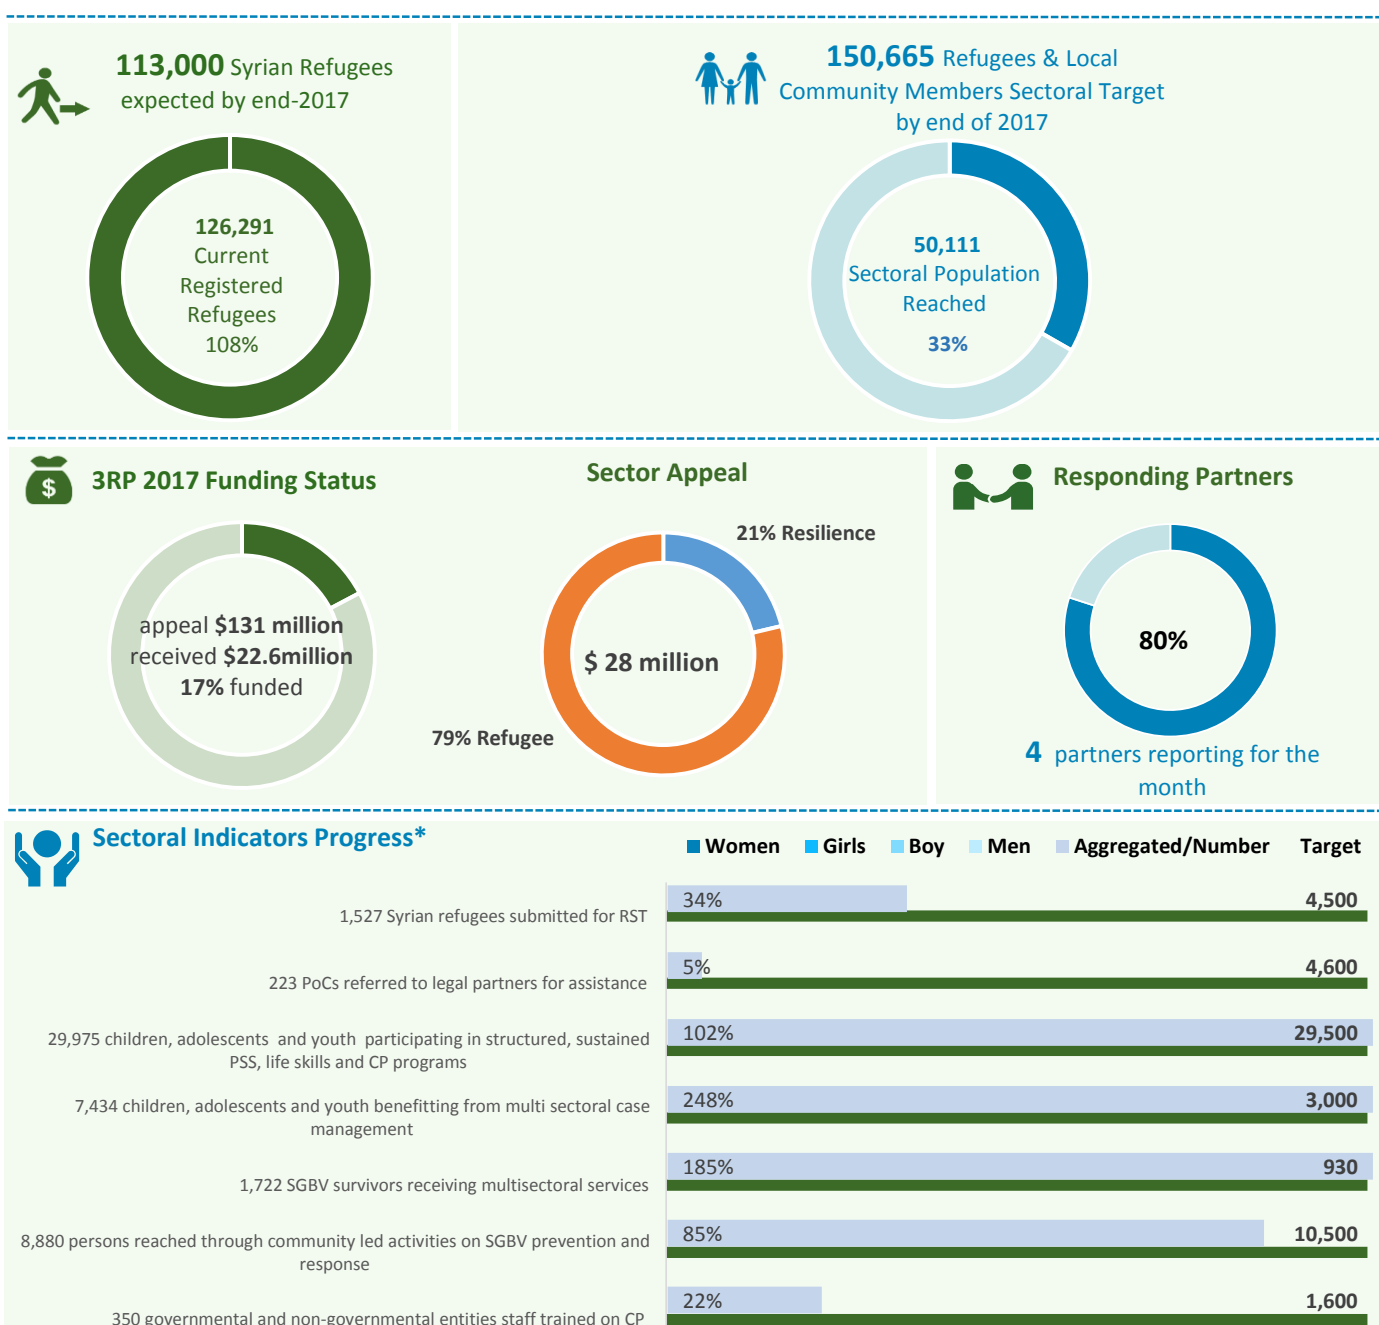 113,000 Syrian Refugees
expected by end-2017
126,291
Current
Registered
Refugees
108%
150,665 Refugees & Local
Community Members Sectoral Target
by end of 2017
50,111
Sectoral Population
Reached
33%
$
3RP 2017 Funding Status
appeal $131 million
received $22.6million
17% funded
Sector Appeal
21% Resilience
$ 28 million
79% Refugee
Responding Partners
80%
4 partners reporting for the
month
Sectoral Indicators Progress*
Women Girls Boy Men Aggregated/Number Target
1,527 Syrian refugees submitted for RST
34%
4,500
223 PoCs referred to legal partners for assistance
5%
4,600
29,975 children, adolescents and youth participating in structured, sustained
PSS, life skills and CP programs
102%
29,500
7,434 children, adolescents and youth benefitting from multi sectoral case
management
248%
3,000
1,722 SGBV survivors receiving multisectoral services
185%
930
8,880 persons reached through community led activities on SGBV prevention and
response
85%
10,500
350 governmental and non-governmental entities staff trained on CP
22%
1,600